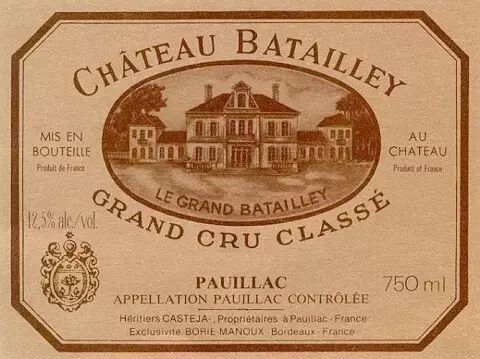 CHÂTEAU BATAILLEY
MIS EN
BOUTEILLE
Produit de France
AU
CHATEAU
Product of France
LE GRAND BATAILLEY
GRAND CRU CLASSÉ
12,5% alc./vol.
PAUILLAC
750 ml
APPELLATION PAUILLAC CONTRÔLÉE
Héritiers CASTEJA-, Propriétaires à Pauillac - France
Exclusivité BORIE-MANOUX - Bordeaux - France